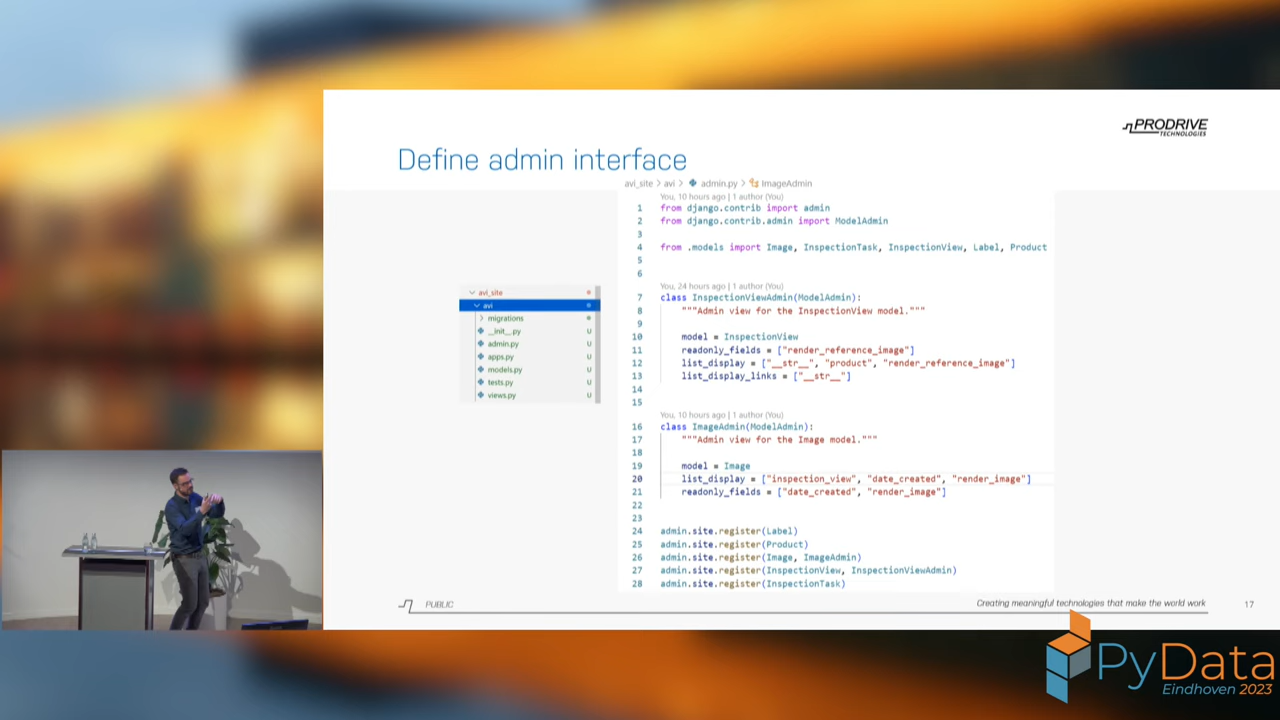 PRODRIVE
TECHNOLOGIES
Define admin interface
avi_site > avi > admin.py > ImageAdmin
You, 10 hours ago | 1 author (You)
1 from django.contrib import admin
2 from django.contrib.admin import ModelAdmin
3
4 from .models import Image, InspectionTask, InspectionView, Label, Product
5
6
You, 24 hours ago | 1 author (You)
7 class InspectionViewAdmin(ModelAdmin):
8 """Admin view for the InspectionView model."""
9
10 model = InspectionView
11 readonly_fields = ["render_reference_image"]
12 list_display = ["__str__", "product", "render_reference_image"]
13 list_display_links = ["__str__"]
14
15
You, 10 hours ago | 1 author (You)
16 class ImageAdmin(ModelAdmin):
17 """Admin view for the Image model."""
18
19 model = Image
20 list_display = ["inspection_view", "date_created", "render_image"]
21 readonly_fields = ["date_created", "render_image"]
22
23
24 admin.site.register(Label)
25 admin.site.register(Product)
26 admin.site.register(Image, ImageAdmin)
27 admin.site.register(InspectionView, InspectionViewAdmin)
28 admin.site.register(InspectionTask)
avi_site
avi
migrations
__init__.py U
admin.py U
apps.py U
models.py U
tests.py U
views.py U
PUBLIC
Creating meaningful technologies that make the world work
17
PyData
Eindhoven 2023